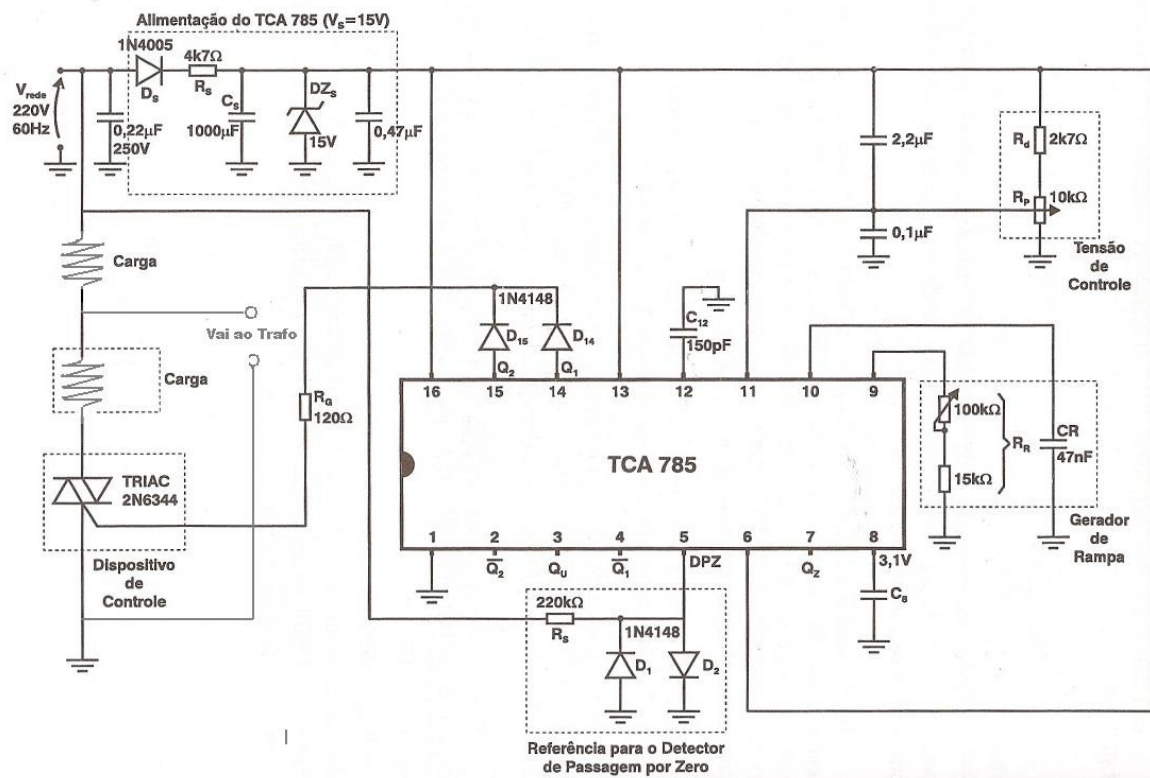 Alimentação do TCA 785 (Vs=15V)
1N4005
Ds
4k7Ω
Rs
Cs
1000μF
DZs
15V
0,47μF
Vrede
220V
60Hz
0,22μF
250V
2,2μF
0,1μF
Rd
2k7Ω
RP
10kΩ
Tensão
de
Controle
Carga
Vai ao Trafo
Carga
1N4148
D15
D14
Q2
Q1
C12
150pF
RG
120Ω
16
15
14
13
12
11
10
9
TCA 785
100kΩ
15kΩ
RR
CR
47nF
Gerador
de
Rampa
TRIAC
2N6344
Dispositivo
de
Controle
1
2
3
4
5
6
7
8
Q̅2
QU
Q̅1
DPZ
QZ
3,1V
C8
220kΩ
Rs
1N4148
D1
D2
Referência para o Detector
de Passagem por Zero